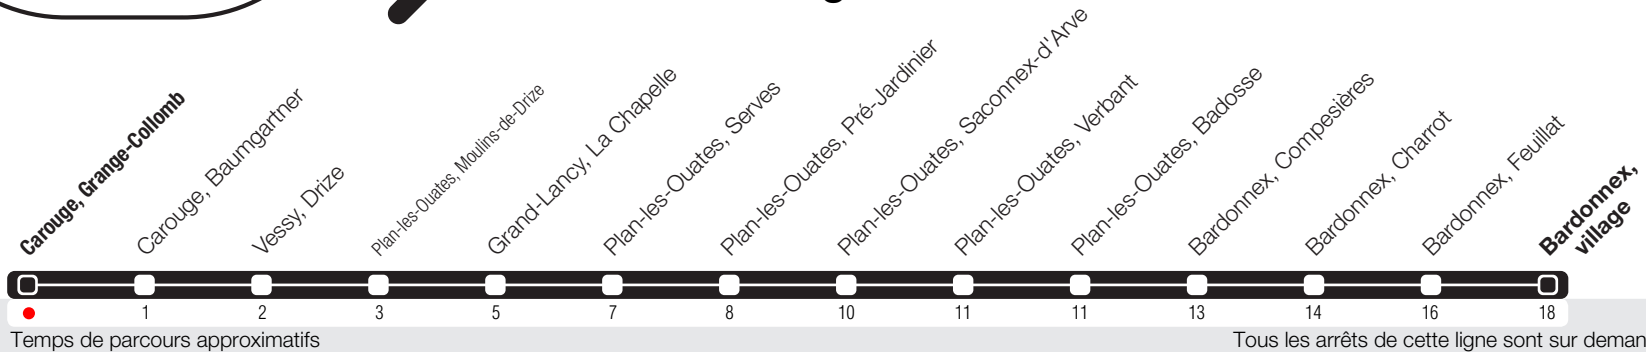 Carouge, Grange-Collomb
Carouge, Baumgartner
Vessy, Drize
Plan-les-Ouates, Moulins-de-Drize
Grand-Lancy, La Chapelle
Plan-les-Ouates, Serves
Plan-les-Ouates, Pré-Jardinier
Plan-les-Ouates, Saconnex-d'Arve
Plan-les-Ouates, Verbant
Plan-les-Ouates, Badosse
Bardonnex, Compesières
Bardonnex, Charrot
Bardonnex, Feuillat
Bardonnex,
village
1 2 3 5 7 8 10 11 11 13 14 16 18
Temps de parcours approximatifs
Tous les arrêts de cette ligne sont sur deman